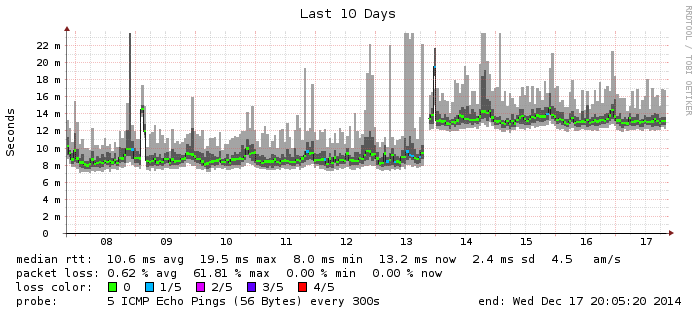 Last 10 Days
RRDTOOL / TOBI OETIKER
Seconds
22 m
20 m
18 m
16 m
14 m
12 m
10 m
8 m
6 m
4 m
2 m
0
08 09 10 11 12 13 14 15 16 17
median rtt: 10.6 ms avg 19.5 ms max 8.0 ms min 13.2 ms now 2.4 ms sd 4.5 am/s
packet loss: 0.62 % avg 61.81 % max 0.00 % min 0.00 % now
loss color: 0 1/5 2/5 3/5 4/5
probe: 5 ICMP Echo Pings (56 Bytes) every 300s end: Wed Dec 17 20:05:20 2014